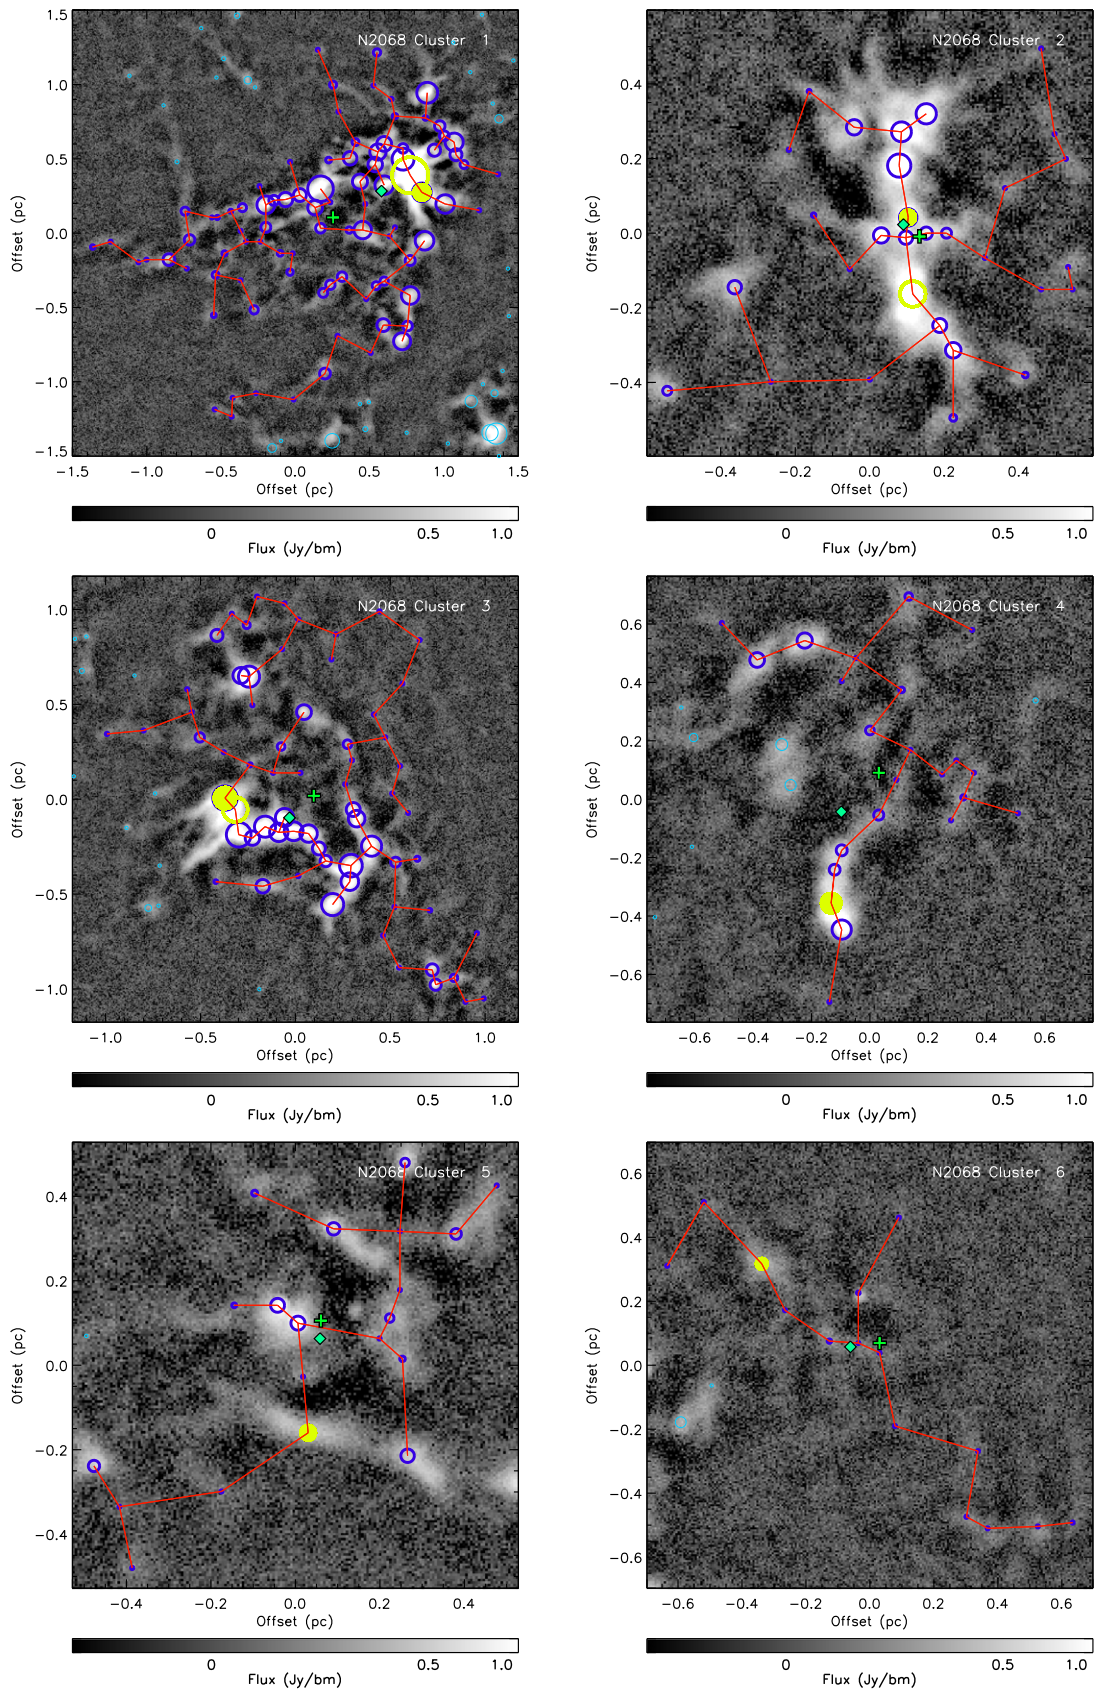 N2068 Cluster 1
1.5
1.0
0.5
0.0
−0.5
−1.0
−1.5
Offset (pc)
−1.5 −1.0 −0.5 0.0 0.5 1.0 1.5
Offset (pc)
0 0.5 1.0
Flux (Jy/bm)
N2068 Cluster 2
0.4
0.2
0.0
−0.2
−0.4
Offset (pc)
−0.4 −0.2 0.0 0.2 0.4
Offset (pc)
0 0.5 1.0
Flux (Jy/bm)
N2068 Cluster 3
1.0
0.5
0.0
−0.5
−1.0
Offset (pc)
−1.0 −0.5 0.0 0.5 1.0
Offset (pc)
0 0.5 1.0
Flux (Jy/bm)
N2068 Cluster 4
0.6
0.4
0.2
0.0
−0.2
−0.4
−0.6
Offset (pc)
−0.6 −0.4 −0.2 0.0 0.2 0.4 0.6
Offset (pc)
0 0.5 1.0
Flux (Jy/bm)
N2068 Cluster 5
0.4
0.2
0.0
−0.2
−0.4
Offset (pc)
−0.4 −0.2 0.0 0.2 0.4
Offset (pc)
0 0.5 1.0
Flux (Jy/bm)
N2068 Cluster 6
0.6
0.4
0.2
0.0
−0.2
−0.4
−0.6
Offset (pc)
−0.6 −0.4 −0.2 0.0 0.2 0.4 0.6
Offset (pc)
0 0.5 1.0
Flux (Jy/bm)